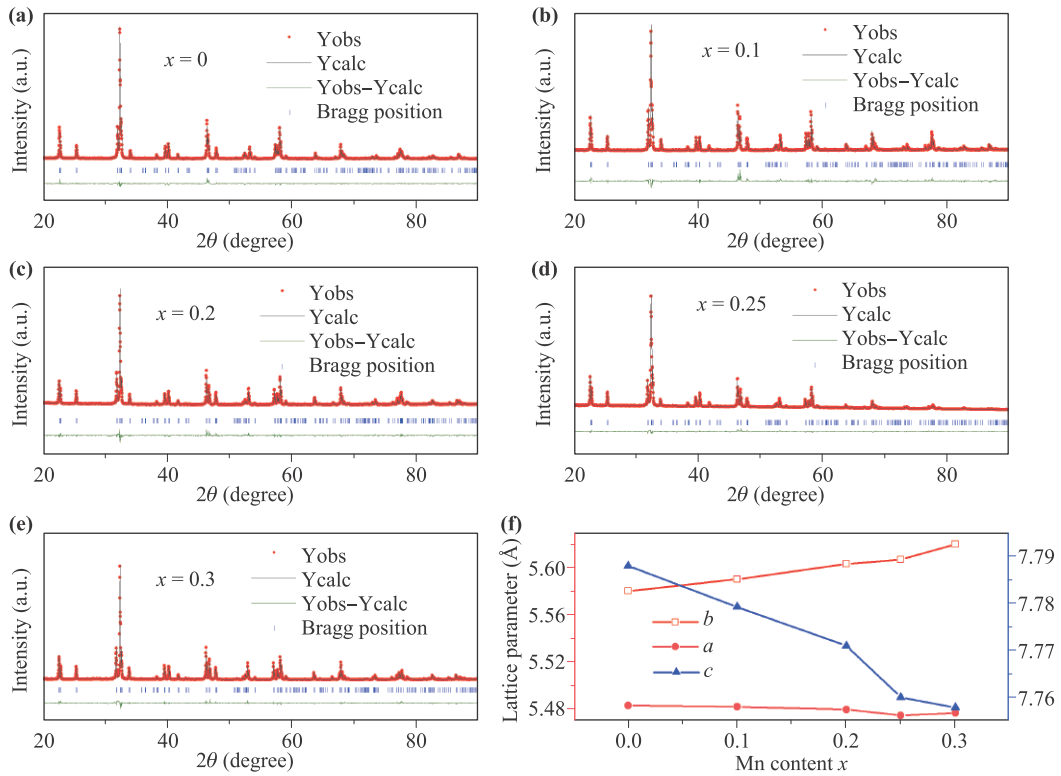 (a)
Intensity (a.u.)
x = 0
Yobs
Ycalc
Yobs−Ycalc
Bragg position
20 40 60 80
2θ (degree)
(b)
Intensity (a.u.)
x = 0.1
Yobs
Ycalc
Yobs−Ycalc
Bragg position
20 40 60 80
2θ (degree)
(c)
Intensity (a.u.)
x = 0.2
Yobs
Ycalc
Yobs−Ycalc
Bragg position
20 40 60 80
2θ (degree)
(d)
Intensity (a.u.)
x = 0.25
Yobs
Ycalc
Yobs−Ycalc
Bragg position
20 40 60 80
2θ (degree)
(e)
Intensity (a.u.)
x = 0.3
Yobs
Ycalc
Yobs−Ycalc
Bragg position
20 40 60 80
2θ (degree)
(f)
Lattice parameter (Å)
5.60
5.56
5.52
5.48
b
a
c
7.79
7.78
7.77
7.76
0.0 0.1 0.2 0.3
Mn content x